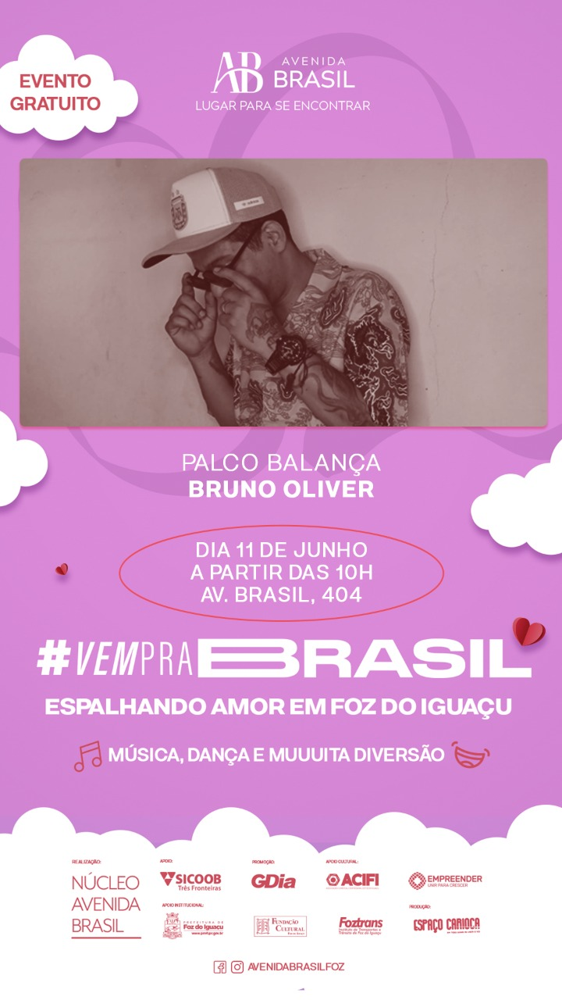 EVENTO
GRATUITO
AB AVENIDA
BRASIL
LUGAR PARA SE ENCONTRAR
PALCO BALANÇA
BRUNO OLIVER
DIA 11 DE JUNHO
A PARTIR DAS 10H
AV. BRASIL, 404
#VEMPRABRASIL
ESPALHANDO AMOR EM FOZ DO IGUAÇU
MÚSICA, DANÇA E MUUUITA DIVERSÃO
REALIZAÇÃO:
NÚCLEO
AVENIDA
BRASIL
APOIO:
SICOOB
Três Fronteiras
PROMOÇÃO:
GDia
APOIO CULTURAL:
ACIFI
EMPREENDER
UNIR PARA CRESCER
APOIO INSTITUCIONAL:
PREFEITURA DE
Foz do Iguaçu
www.pmfi.pr.gov.br
FUNDAÇÃO
CULTURAL
Foztrans
Instituto de Transportes e
Trânsito de Foz do Iguaçu
PRODUÇÃO:
ESPAÇO CARIOCA
AVENIDABRASILFOZ